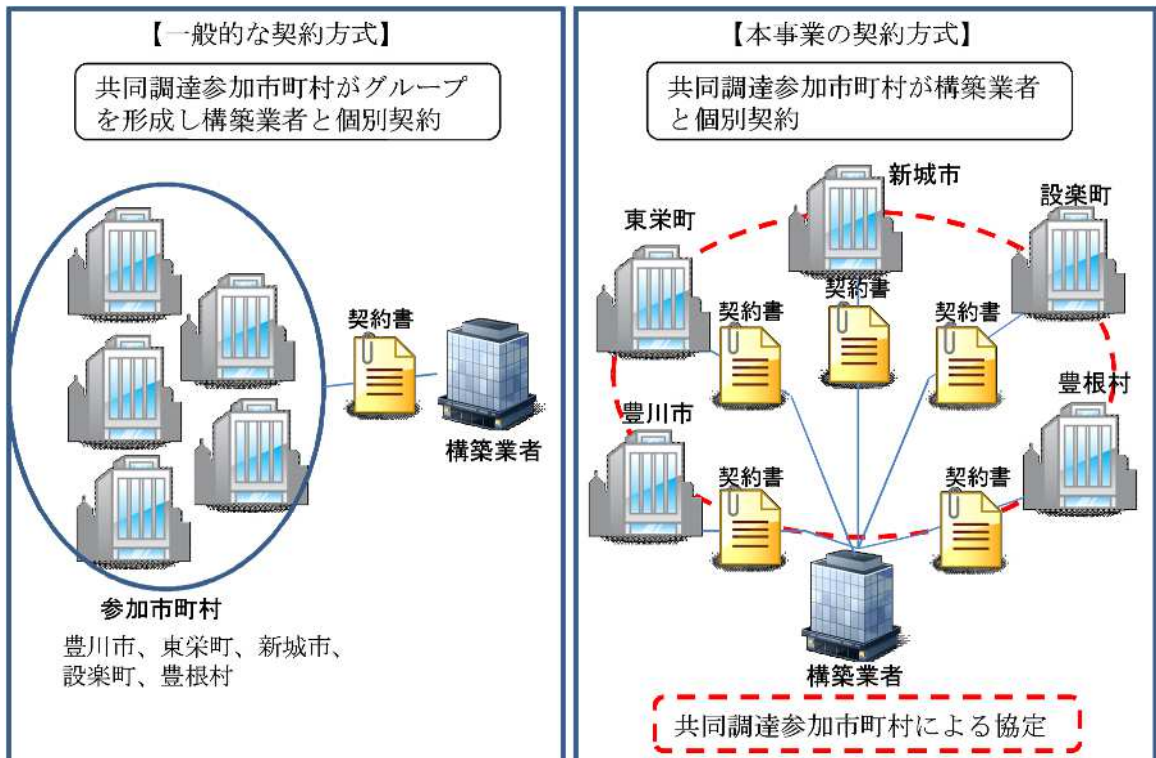 【一般的な契約方式】
共同調達参加市町村がグループ
を形成し構築業者と個別契約
契約書
構築業者
参加市町村
豊川市、東栄町、新城市、
設楽町、豊根村
【本事業の契約方式】
共同調達参加市町村が構築業者
と個別契約
新城市
東栄町
設楽町
契約書
契約書
契約書
豊川市
豊根村
契約書
契約書
構築業者
共同調達参加市町村による協定